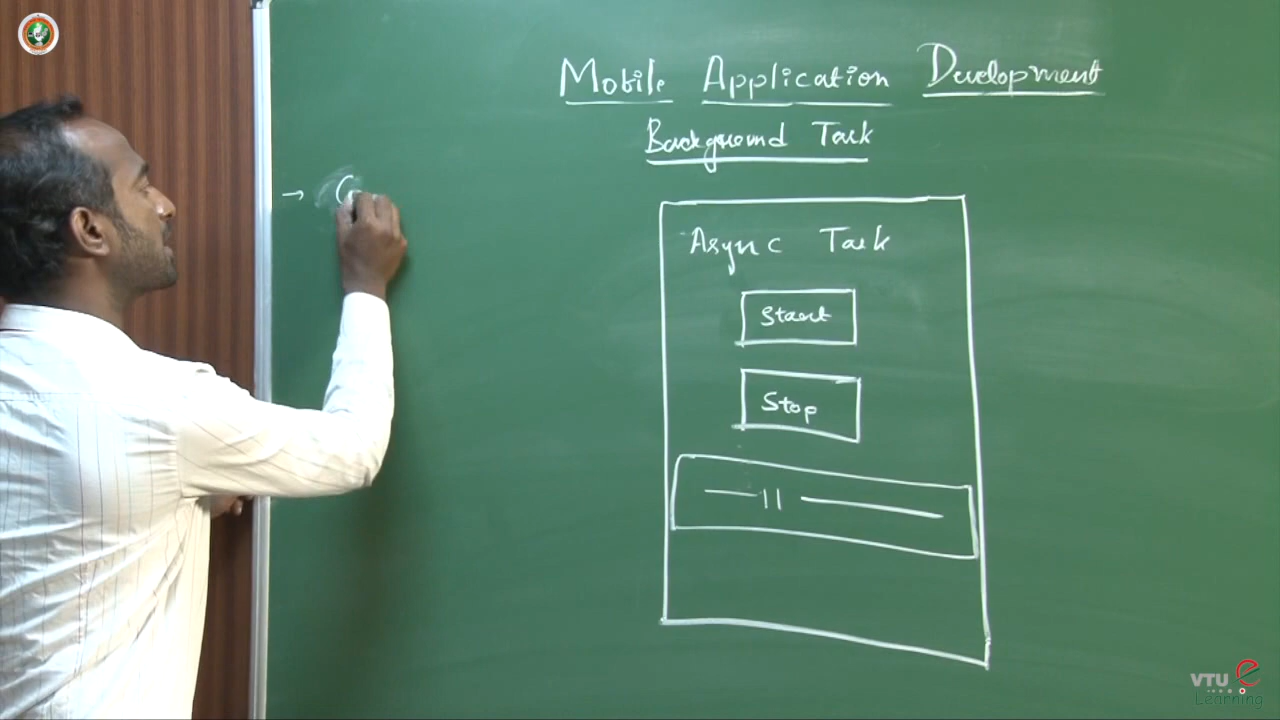 Mobile Application Development
Background Task
→ C
Async Task
Start
Stop
VTU e
Learning